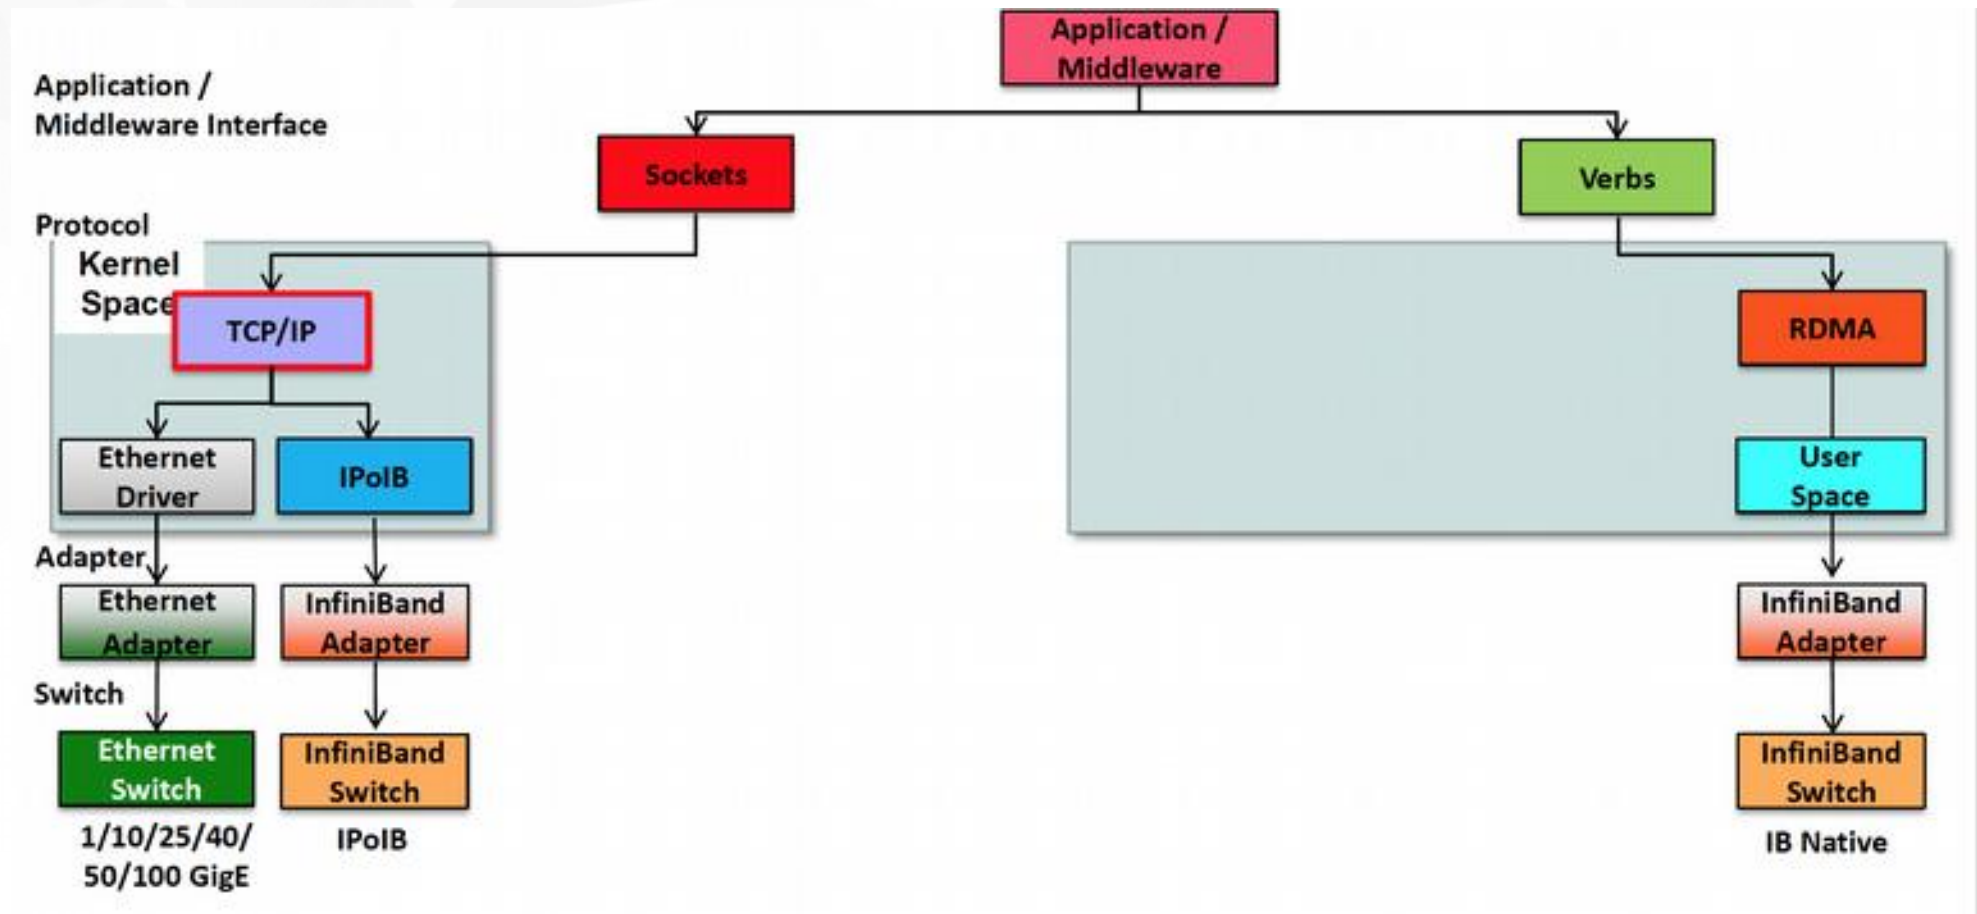 Application /
Middleware
Application /
Middleware Interface
Sockets
Verbs
Protocol
Kernel
Space
TCP/IP
RDMA
Ethernet
Driver
IPoIB
User
Space
Adapter
Ethernet
Adapter
InfiniBand
Adapter
InfiniBand
Adapter
Switch
Ethernet
Switch
InfiniBand
Switch
InfiniBand
Switch
1/10/25/40/
50/100 GigE
IPoIB
IB Native